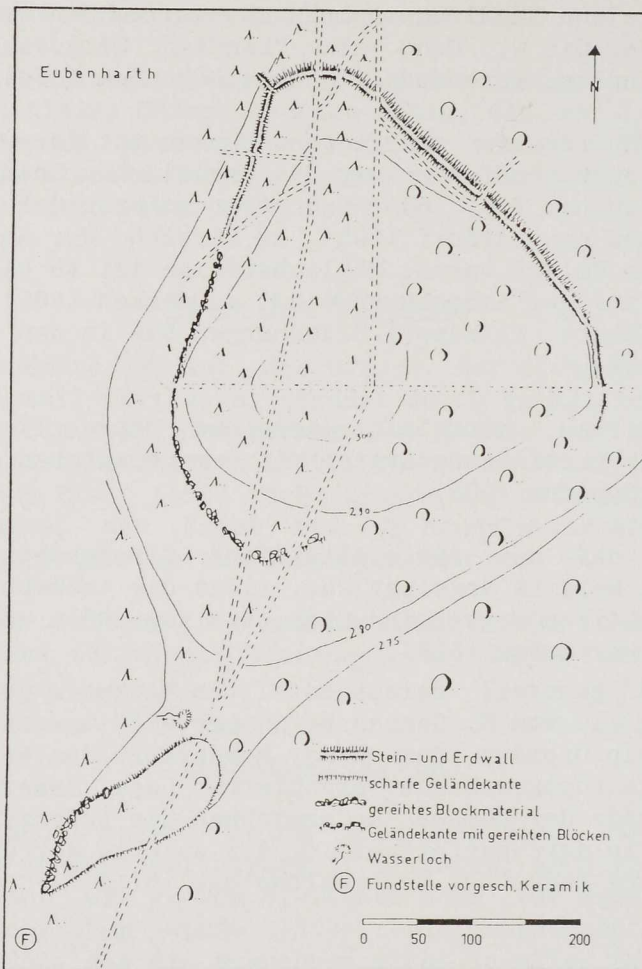 Eubenharth
N
300
290
280
275
Stein- und Erdwall
scharfe Geländekante
gereihtes Blockmaterial
Geländekante mit gereihten Blöcken
Wasserloch
F Fundstelle vorgesch. Keramik
0 50 100 200
F